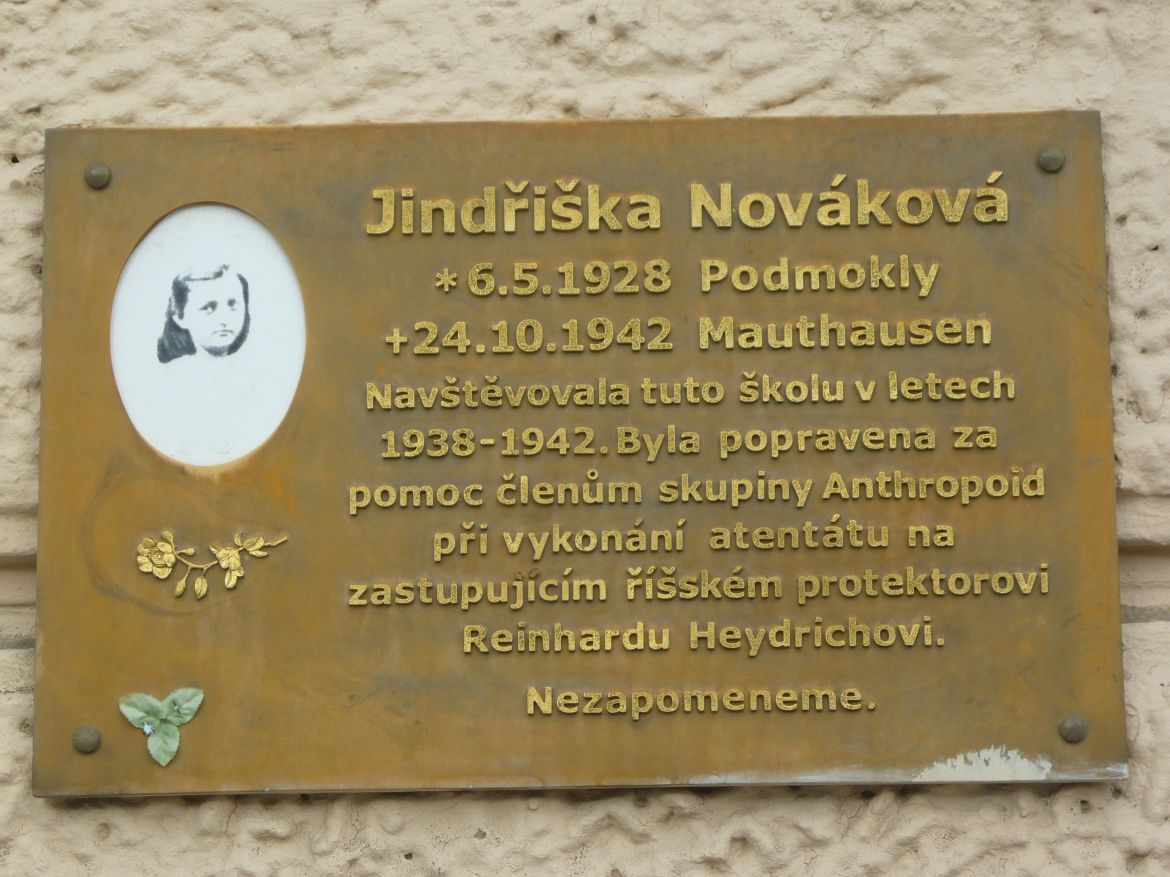 Jindřiška Nováková
*6.5.1928 Podmokly
+24.10.1942 Mauthausen
Navštěvovala tuto školu v letech
1938-1942. Byla popravena za
pomoc členům skupiny Anthropoid
při vykonání atentátu na
zastupujícím říšském protektorovi
Reinhardu Heydrichovi.
Nezapomeneme.